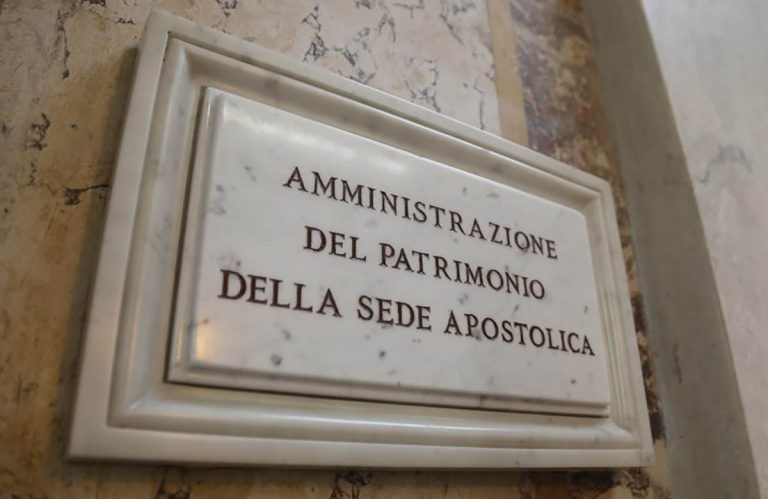 AMMINISTRAZIONE
DEL PATRIMONIO
DELLA SEDE APOSTOLICA